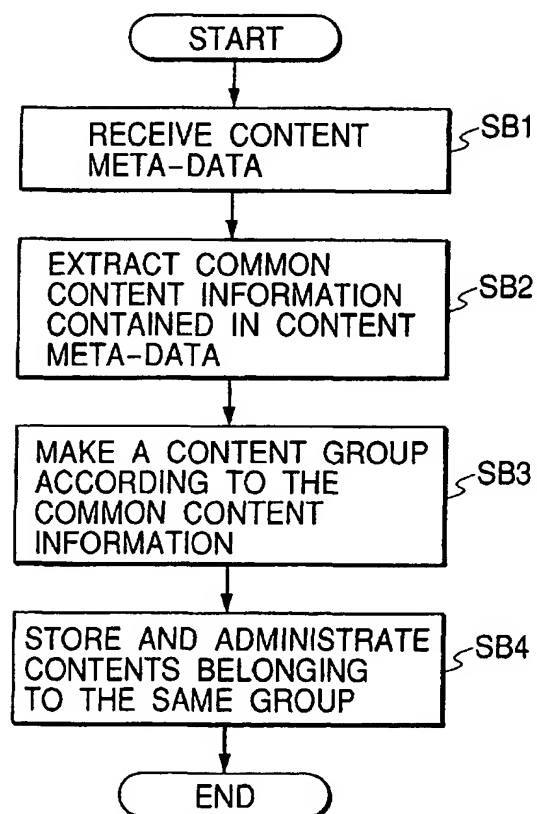 START
RECEIVE CONTENT
META-DATA
SB1
EXTRACT COMMON
CONTENT INFORMATION
CONTAINED IN CONTENT
META-DATA
SB2
MAKE A CONTENT GROUP
ACCORDING TO THE
COMMON CONTENT
INFORMATION
SB3
STORE AND ADMINISTRATE
CONTENTS BELONGING
TO THE SAME GROUP
SB4
END